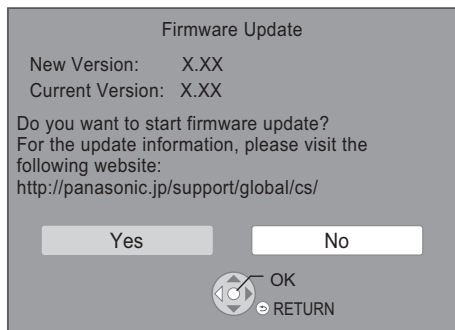 Firmware Update
New Version: X.XX
Current Version: X.XX
Do you want to start firmware update?
For the update information, please visit the
following website:
http://panasonic.jp/support/global/cs/
Yes No
OK
RETURN